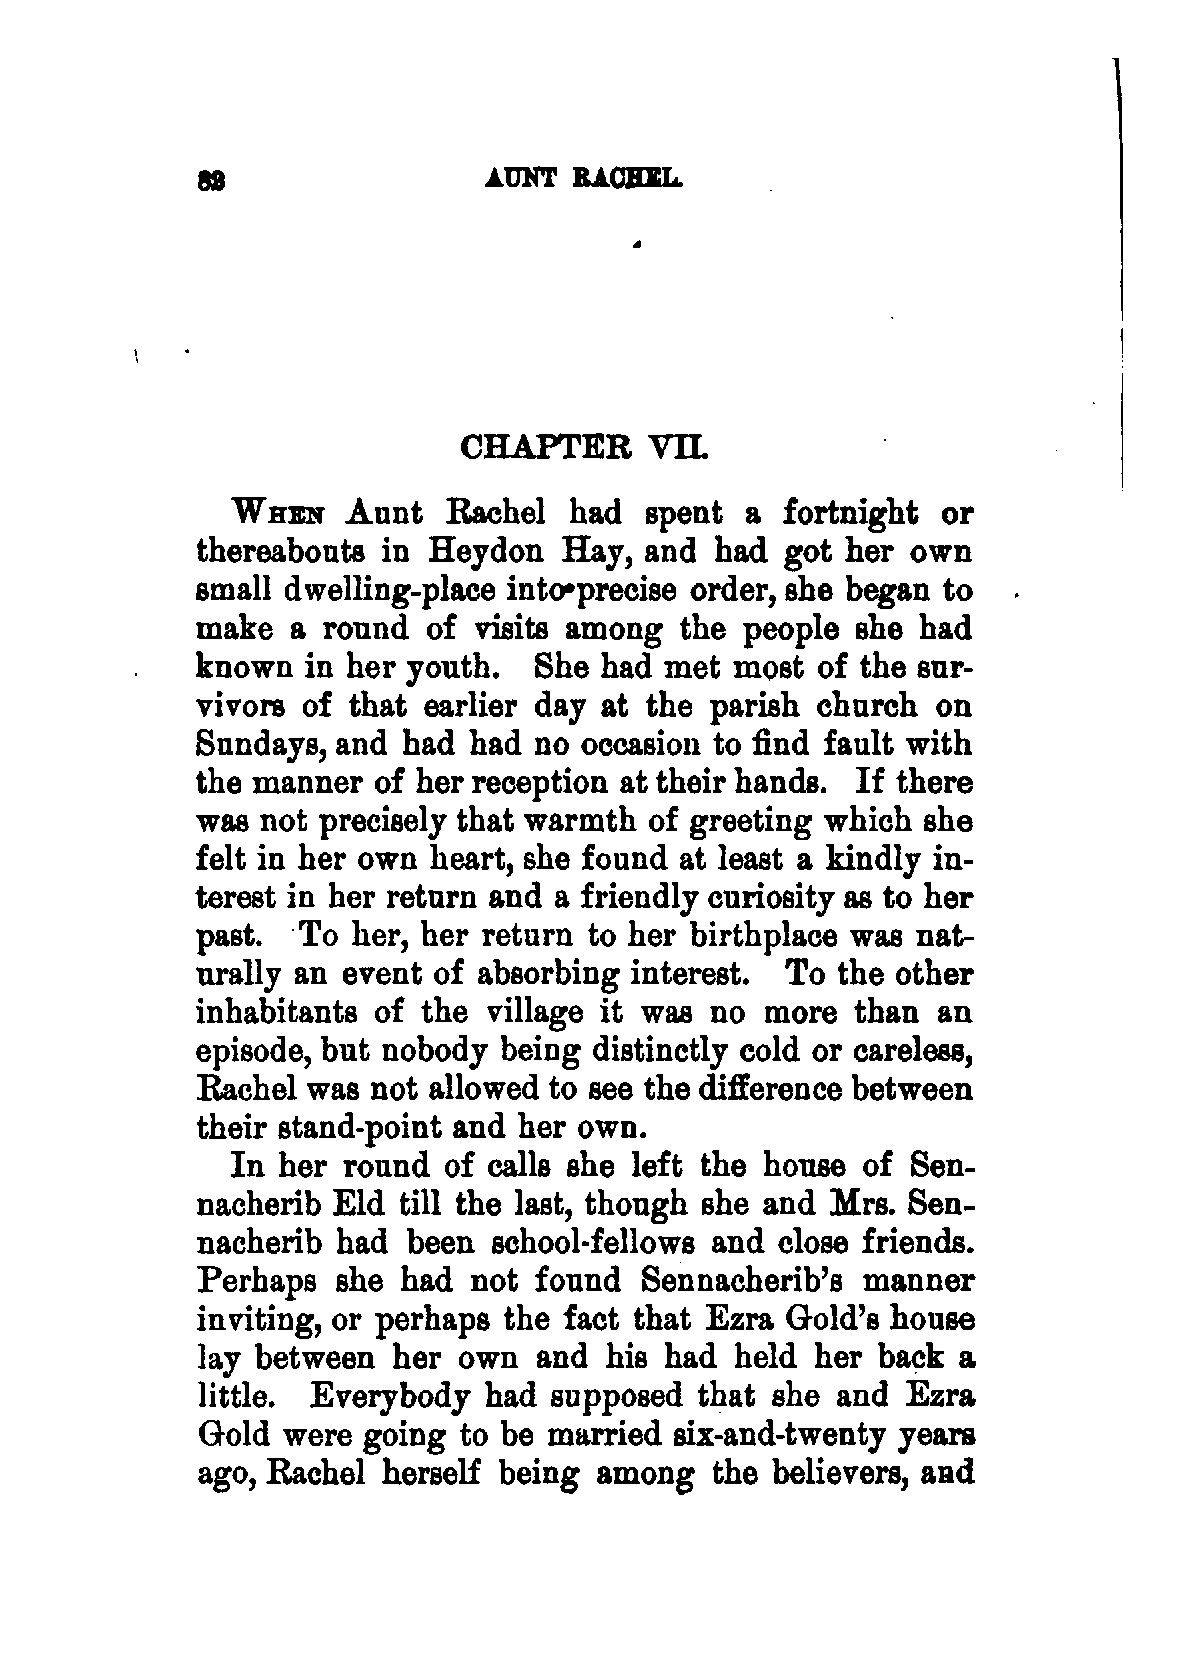 82 AUNT RACHEL.
CHAPTER VII.
WHEN Aunt Rachel had spent a fortnight or
thereabouts in Heydon Hay, and had got her own
small dwelling-place into precise order, she began to
make a round of visits among the people she had
known in her youth. She had met most of the sur-
vivors of that earlier day at the parish church on
Sundays, and had had no occasion to find fault with
the manner of her reception at their hands. If there
was not precisely that warmth of greeting which she
felt in her own heart, she found at least a kindly in-
terest in her return and a friendly curiosity as to her
past. To her, her return to her birthplace was nat-
urally an event of absorbing interest. To the other
inhabitants of the village it was no more than an
episode, but nobody being distinctly cold or careless,
Rachel was not allowed to see the difference between
their stand-point and her own.
In her round of calls she left the house of Sen-
nacherib Eld till the last, though she and Mrs. Sen-
nacherib had been school-fellows and close friends.
Perhaps she had not found Sennacherib's manner
inviting, or perhaps the fact that Ezra Gold's house
lay between her own and his had held her back a
little. Everybody had supposed that she and Ezra
Gold were going to be married six-and-twenty years
ago, Rachel herself being among the believers, and